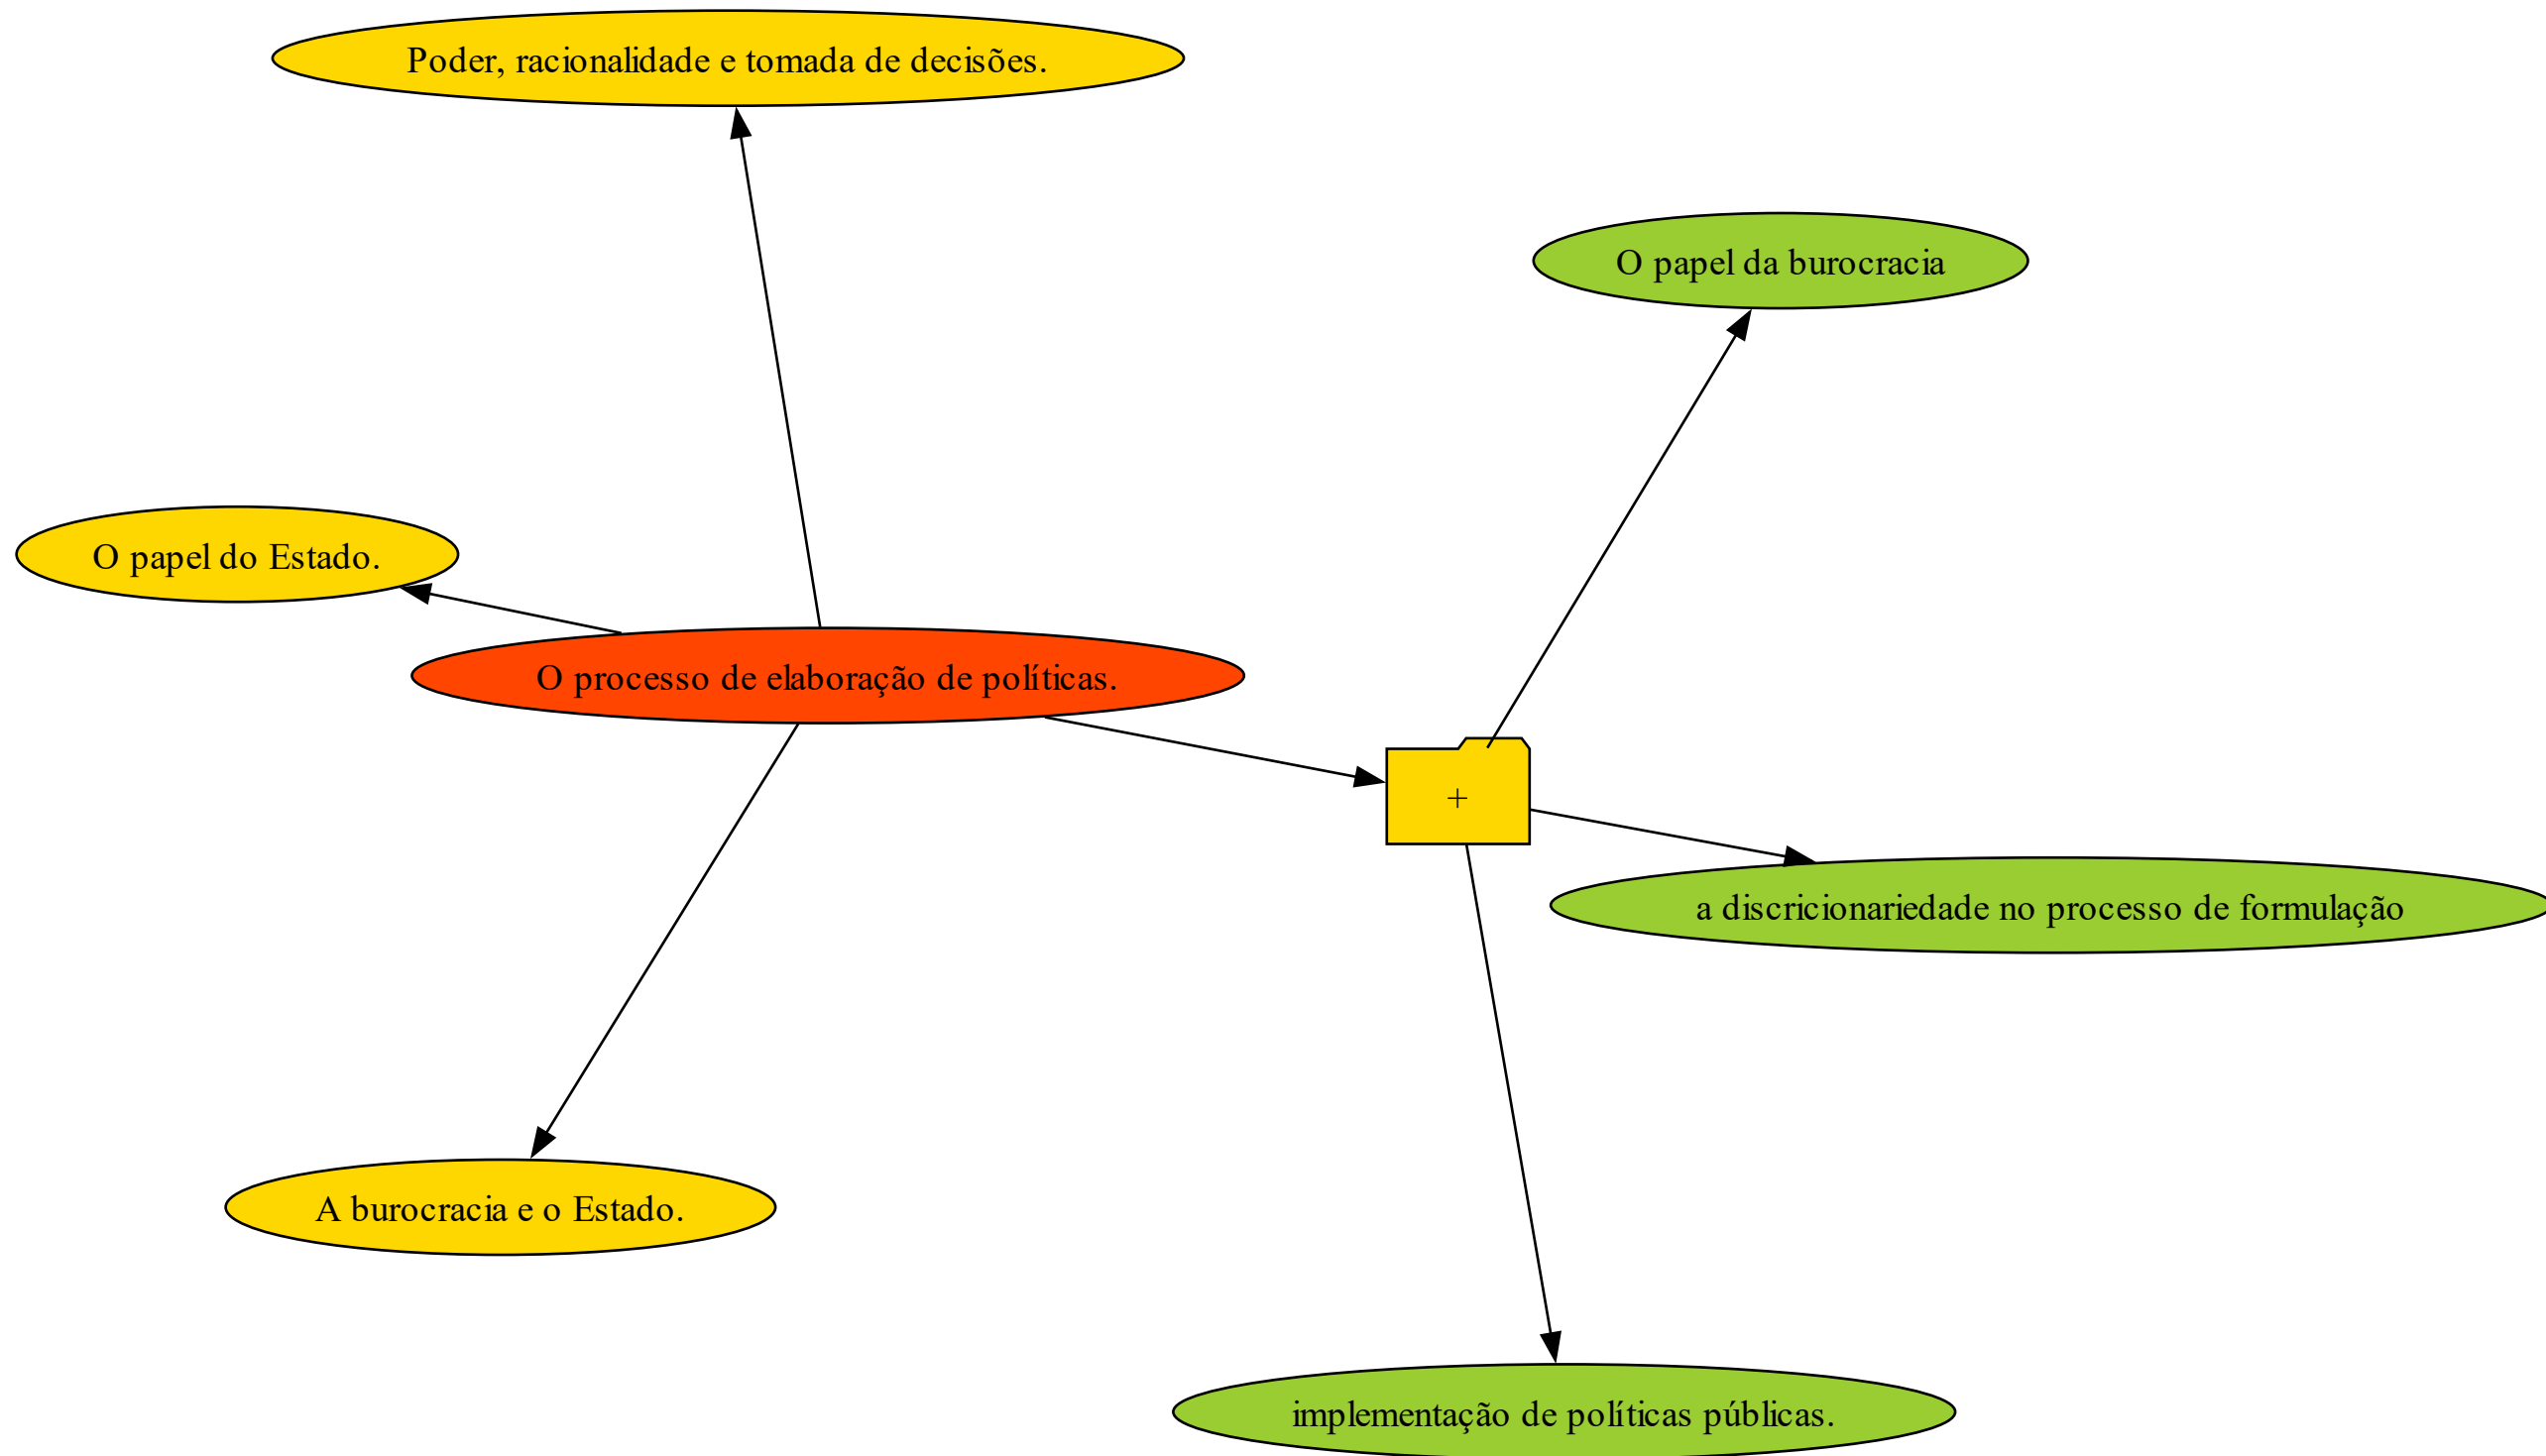 Poder, racionalidade e tomada de decisões.
O papel da burocracia
O papel do Estado.
O processo de elaboração de políticas.
+
a discricionariedade no processo de formulação
A burocracia e o Estado.
implementação de políticas públicas.